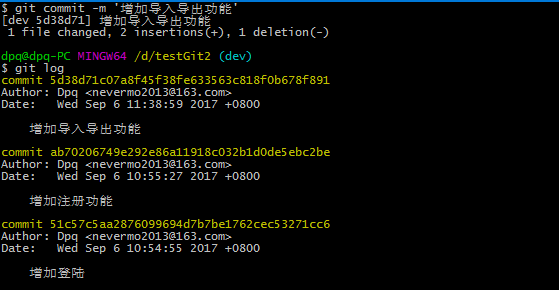 $ git commit -m '增加导入导出功能'
[dev 5d38d71] 增加导入导出功能
1 file changed, 2 insertions(+), 1 deletion(-)
dpq@dpq-PC MINGW64 /d/testGit2 (dev)
$ git log
commit 5d38d71c07a8f45f38fe633563c818f0b678f891
Author: Dpq <nevermo2013@163.com>
Date: Wed Sep 6 11:38:59 2017 +0800
增加导入导出功能
commit ab70206749e292e86a11918c032b1d0de5ebc2be
Author: Dpq <nevermo2013@163.com>
Date: Wed Sep 6 10:55:27 2017 +0800
增加注册功能
commit 51c57c5aa2876099694d7b7be1762cec53271cc6
Author: Dpq <nevermo2013@163.com>
Date: Wed Sep 6 10:54:55 2017 +0800
增加登陆